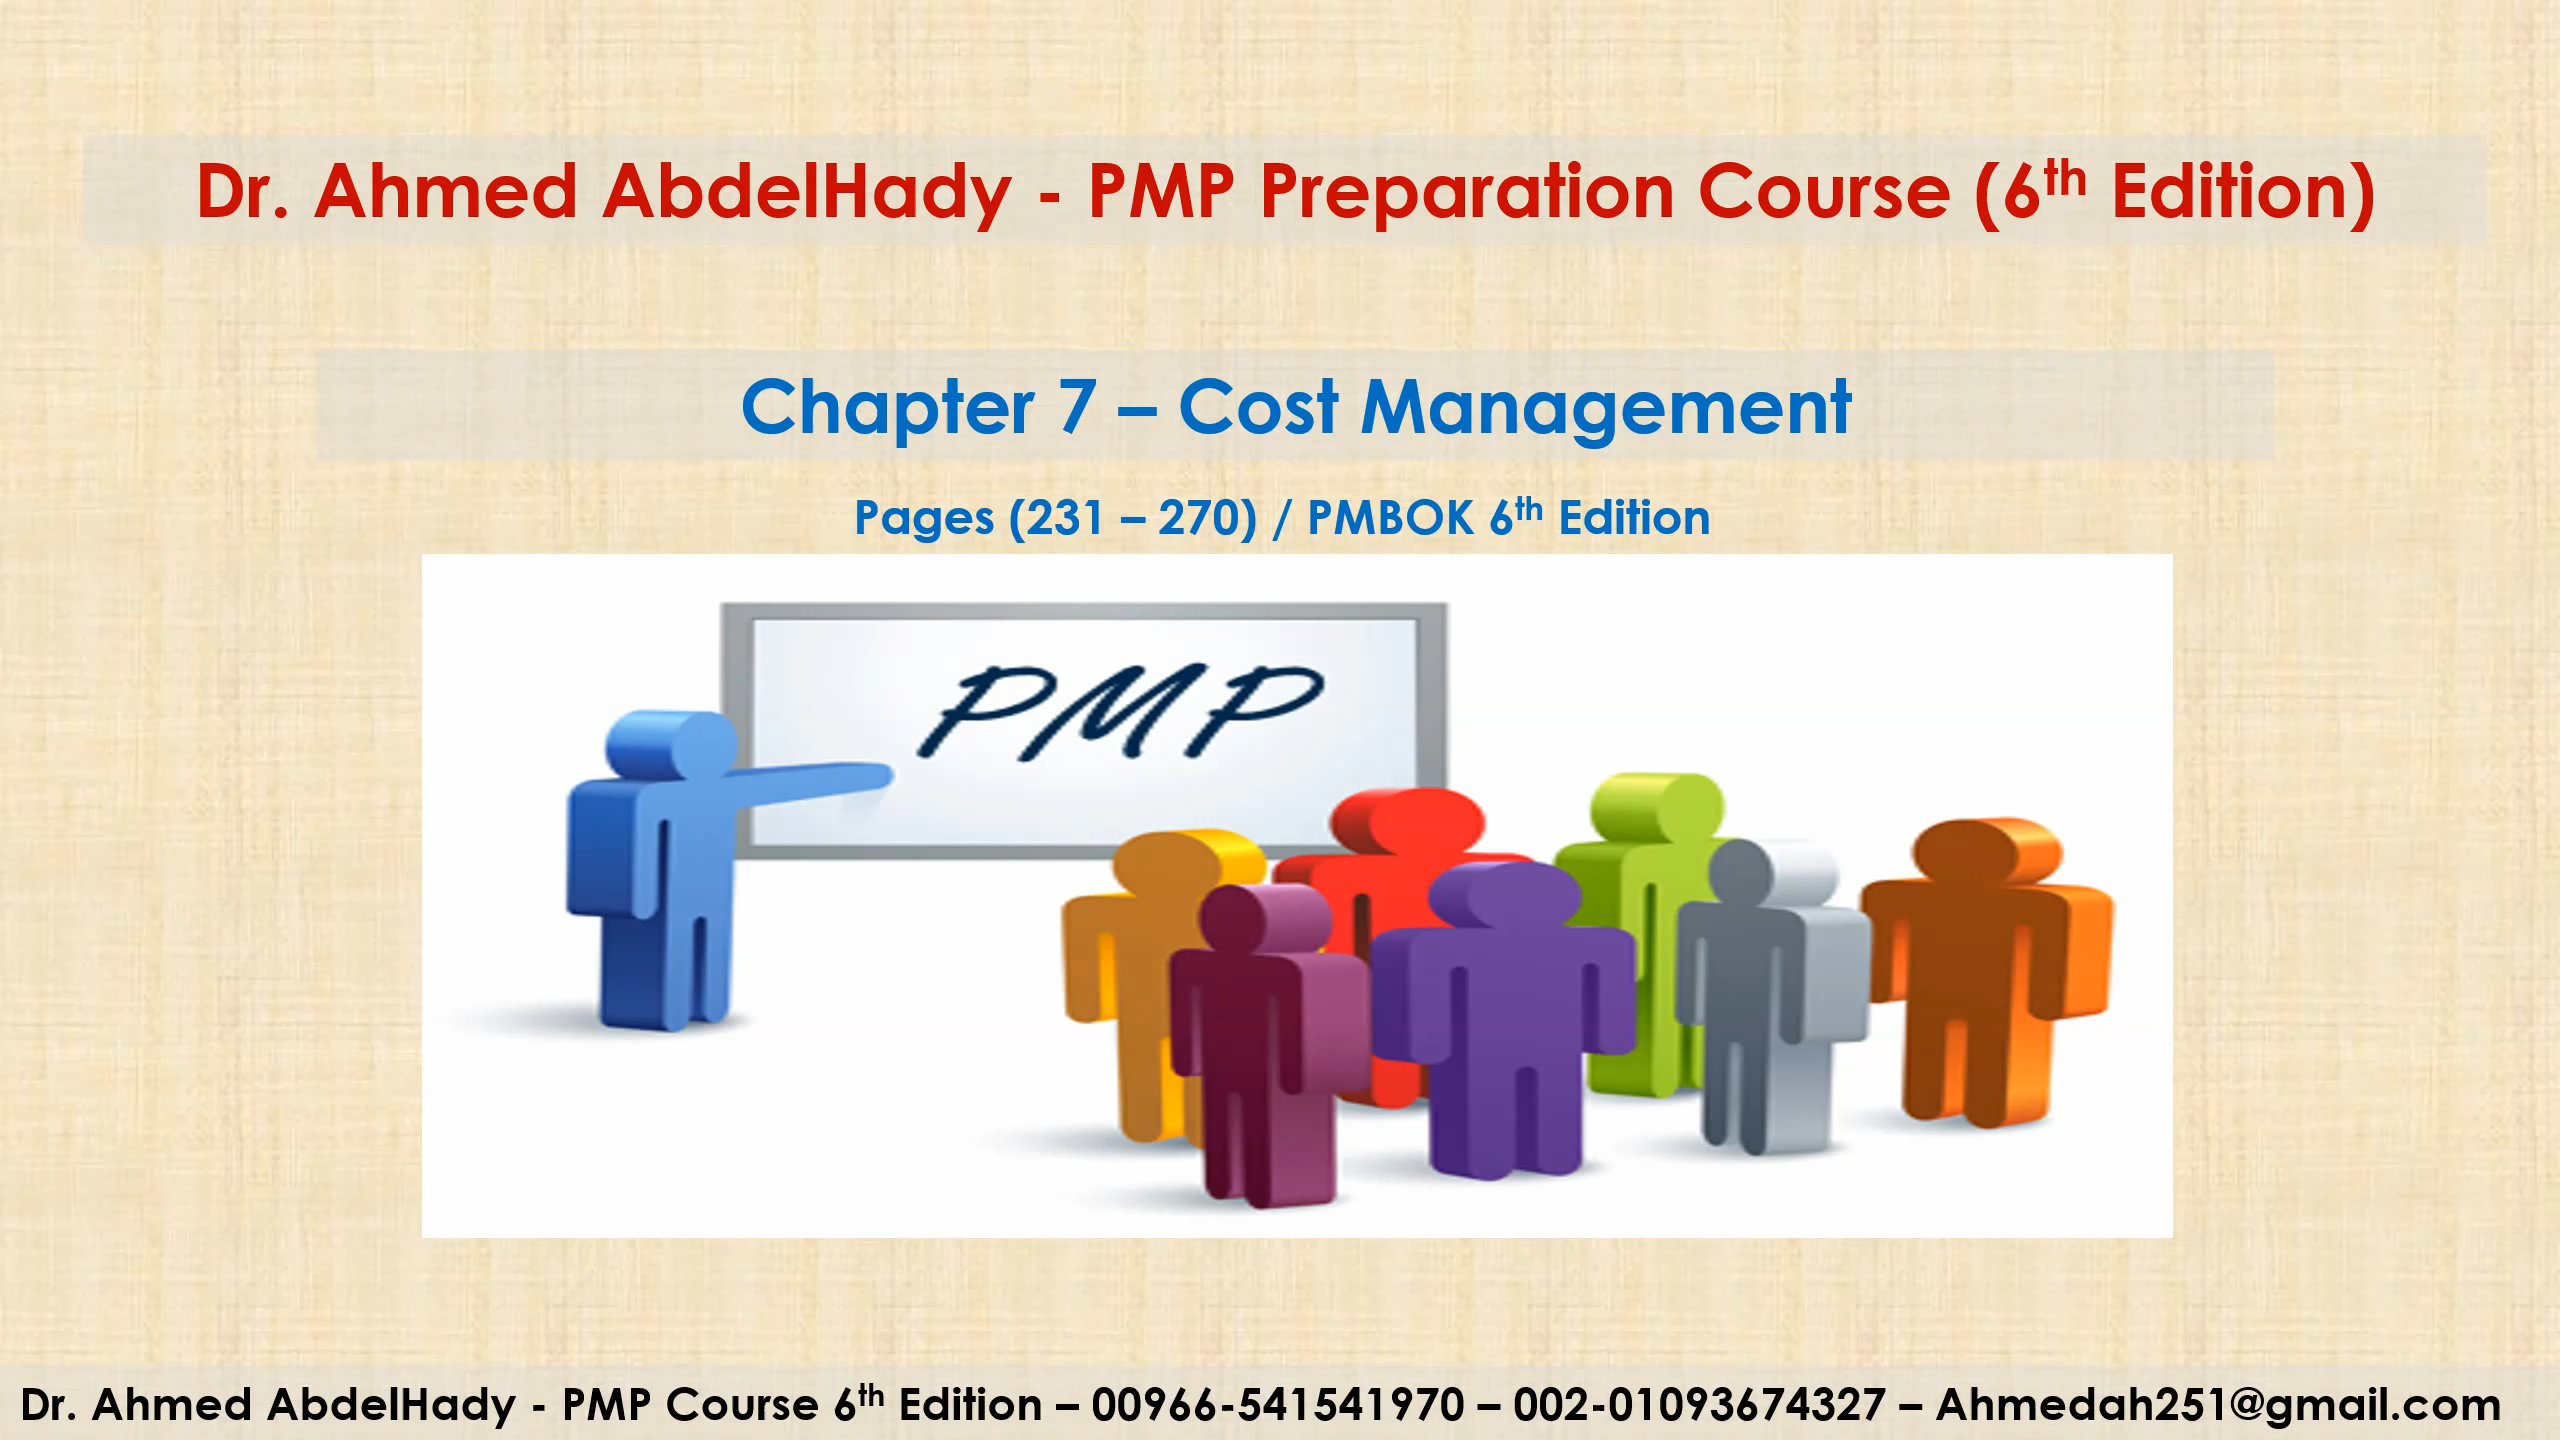 Dr. Ahmed AbdelHady - PMP Preparation Course (6th Edition)
Chapter 7 – Cost Management
Pages (231 – 270) / PMBOK 6th Edition
PMP
Dr. Ahmed AbdelHady - PMP Course 6th Edition – 00966-541541970 – 002-01093674327 – Ahmedah251@gmail.com